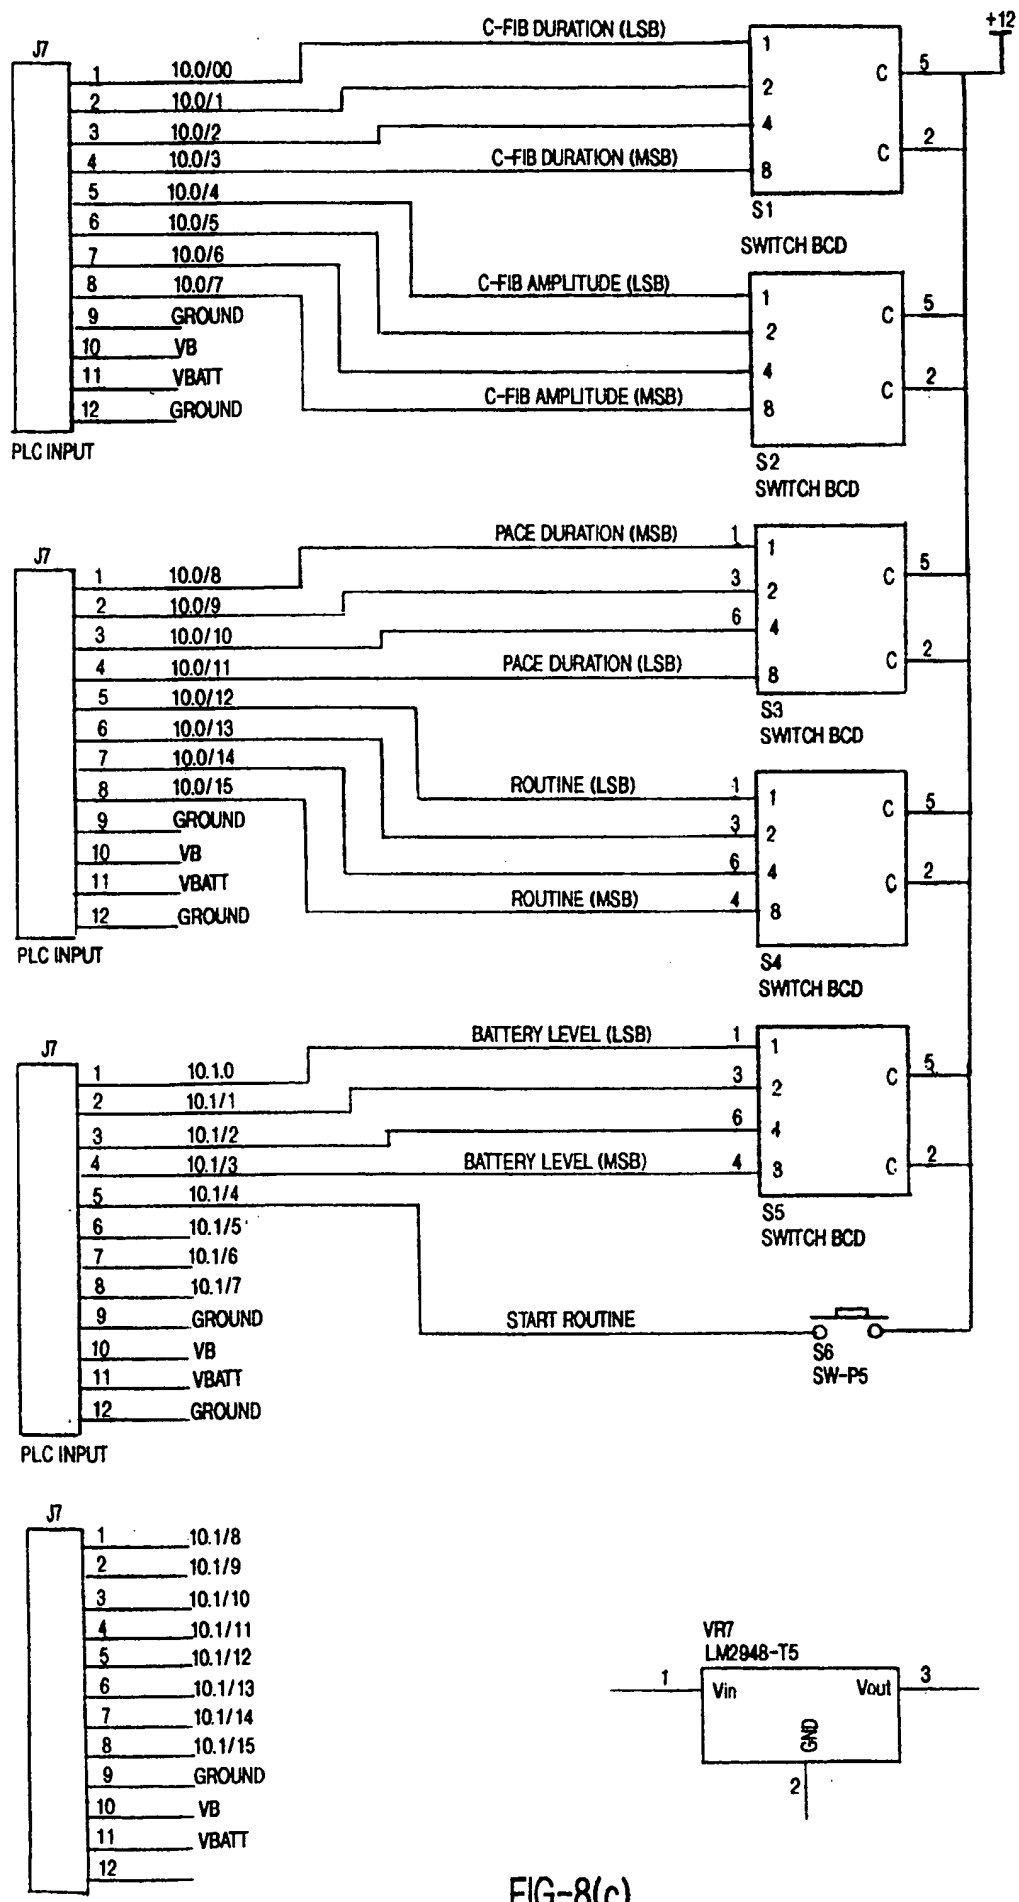 +12
C-FIB DURATION (LSB)
J7
1 10.0/00
2 10.0/1
3 10.0/2
4 10.0/3
C-FIB DURATION (MSB)
5 10.0/4
6 10.0/5
7 10.0/6
8 10.0/7
9 GROUND
10 VB
11 VBATT
12 GROUND
PLC INPUT
1
2
4
8
C 5
C 2
S1
SWITCH BCD
C-FIB AMPLITUDE (LSB)
C-FIB AMPLITUDE (MSB)
1
2
4
8
C 5
C 2
S2
SWITCH BCD
J7
1 10.0/8
2 10.0/9
3 10.0/10
4 10.0/11
5 10.0/12
6 10.0/13
7 10.0/14
8 10.0/15
9 GROUND
10 VB
11 VBATT
12 GROUND
PLC INPUT
PACE DURATION (MSB)
PACE DURATION (LSB)
1 1
3 2
6 4
8
C 5
C 2
S3
SWITCH BCD
ROUTINE (LSB)
ROUTINE (MSB)
1 1
3 2
6 4
4 8
C 5
C 2
S4
SWITCH BCD
J7
1 10.1.0
2 10.1/1
3 10.1/2
4 10.1/3
5 10.1/4
6 10.1/5
7 10.1/6
8 10.1/7
9 GROUND
10 VB
11 VBATT
12 GROUND
PLC INPUT
BATTERY LEVEL (LSB)
BATTERY LEVEL (MSB)
1 1
3 2
6 4
4 3
C 5
C 2
S5
SWITCH BCD
START ROUTINE
S6
SW-P5
J7
1 10.1/8
2 10.1/9
3 10.1/10
4 10.1/11
5 10.1/12
6 10.1/13
7 10.1/14
8 10.1/15
9 GROUND
10 VB
11 VBATT
12
VR7
LM2948-T5
1 Vin Vout 3
GND
2
FIG-8(c)